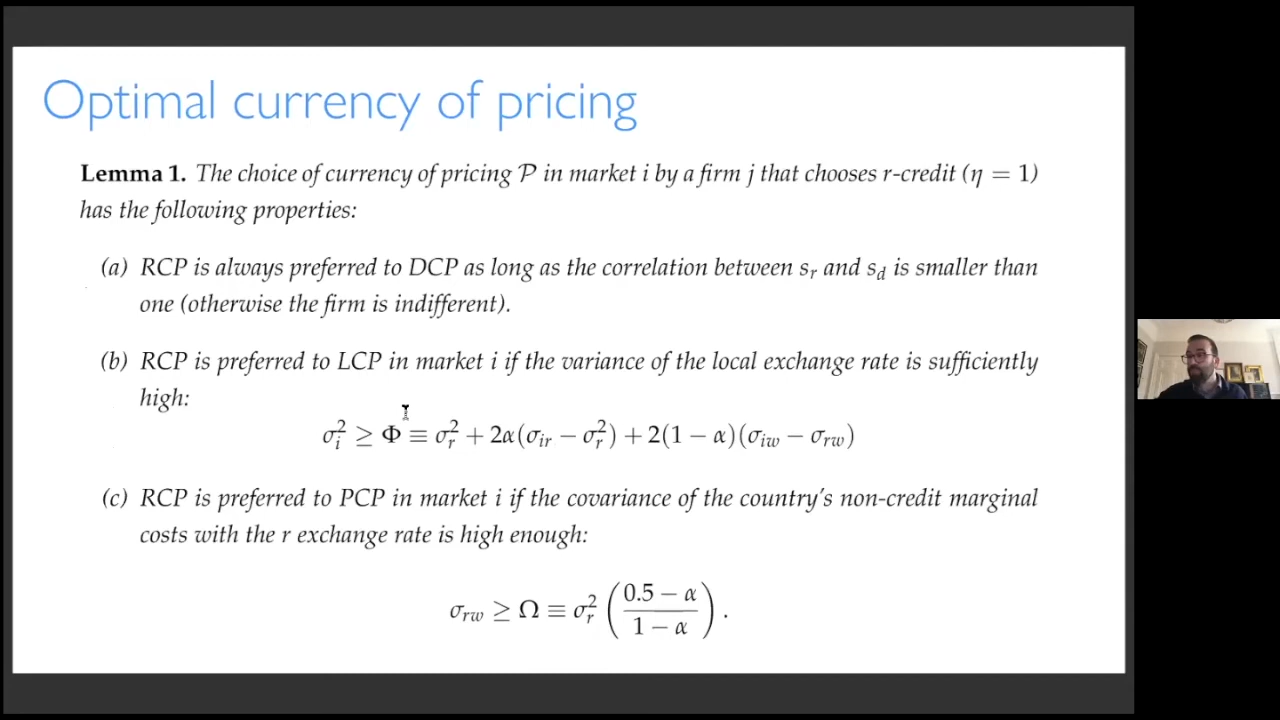 Optimal currency of pricing
Lemma 1. The choice of currency of pricing 𝒫 in market i by a firm j that chooses r-credit (η = 1)
has the following properties:
(a) RCP is always preferred to DCP as long as the correlation between s_r and s_d is smaller than
one (otherwise the firm is indifferent).
(b) RCP is preferred to LCP in market i if the variance of the local exchange rate is sufficiently
high:
σ_i^2 ≥ Φ ≡ σ_r^2 + 2α(σ_ir − σ_r^2) + 2(1 − α)(σ_iw − σ_rw)
(c) RCP is preferred to PCP in market i if the covariance of the country's non-credit marginal
costs with the r exchange rate is high enough:
σ_rw ≥ Ω ≡ σ_r^2 ((0.5 − α)/(1 − α)).